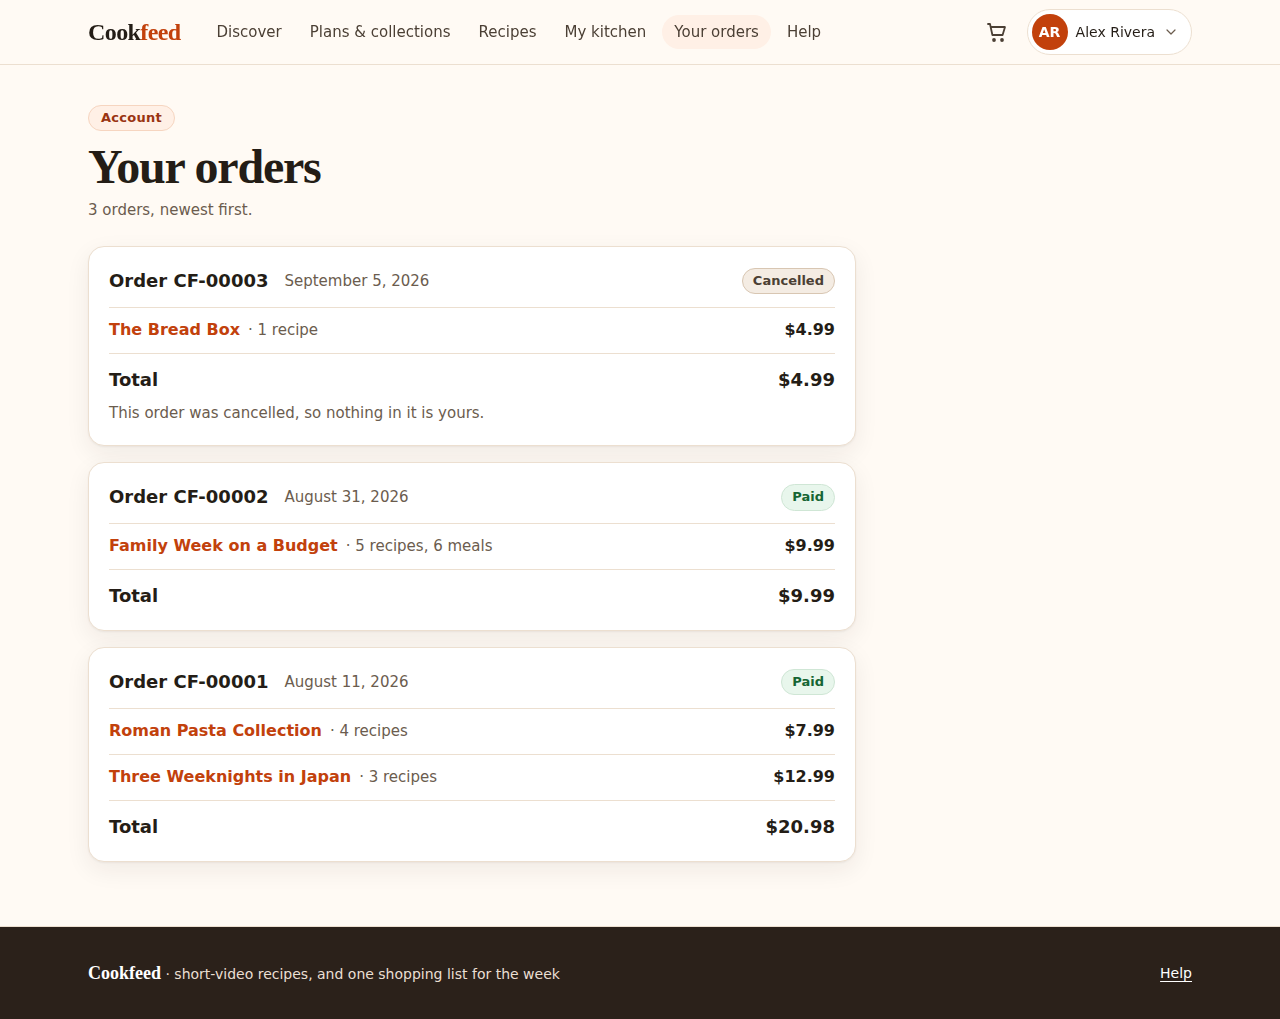 Cookfeed Discover Plans & collections Recipes My kitchen Your orders Help AR Alex Rivera
Account
Your orders
3 orders, newest first.
Order CF-00003 September 5, 2026 Cancelled
The Bread Box · 1 recipe $4.99
Total $4.99
This order was cancelled, so nothing in it is yours.
Order CF-00002 August 31, 2026 Paid
Family Week on a Budget · 5 recipes, 6 meals $9.99
Total $9.99
Order CF-00001 August 11, 2026 Paid
Roman Pasta Collection · 4 recipes $7.99
Three Weeknights in Japan · 3 recipes $12.99
Total $20.98
Cookfeed · short-video recipes, and one shopping list for the week Help